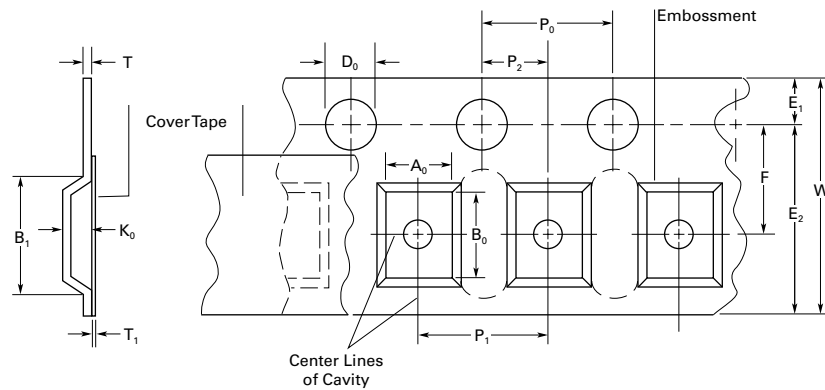 P₀
Embossment
T
D₀
P₂
E₁
Cover Tape
A₀
F
W
B₁
K₀
B₀
E₂
T₁
P₁
Center Lines
of Cavity